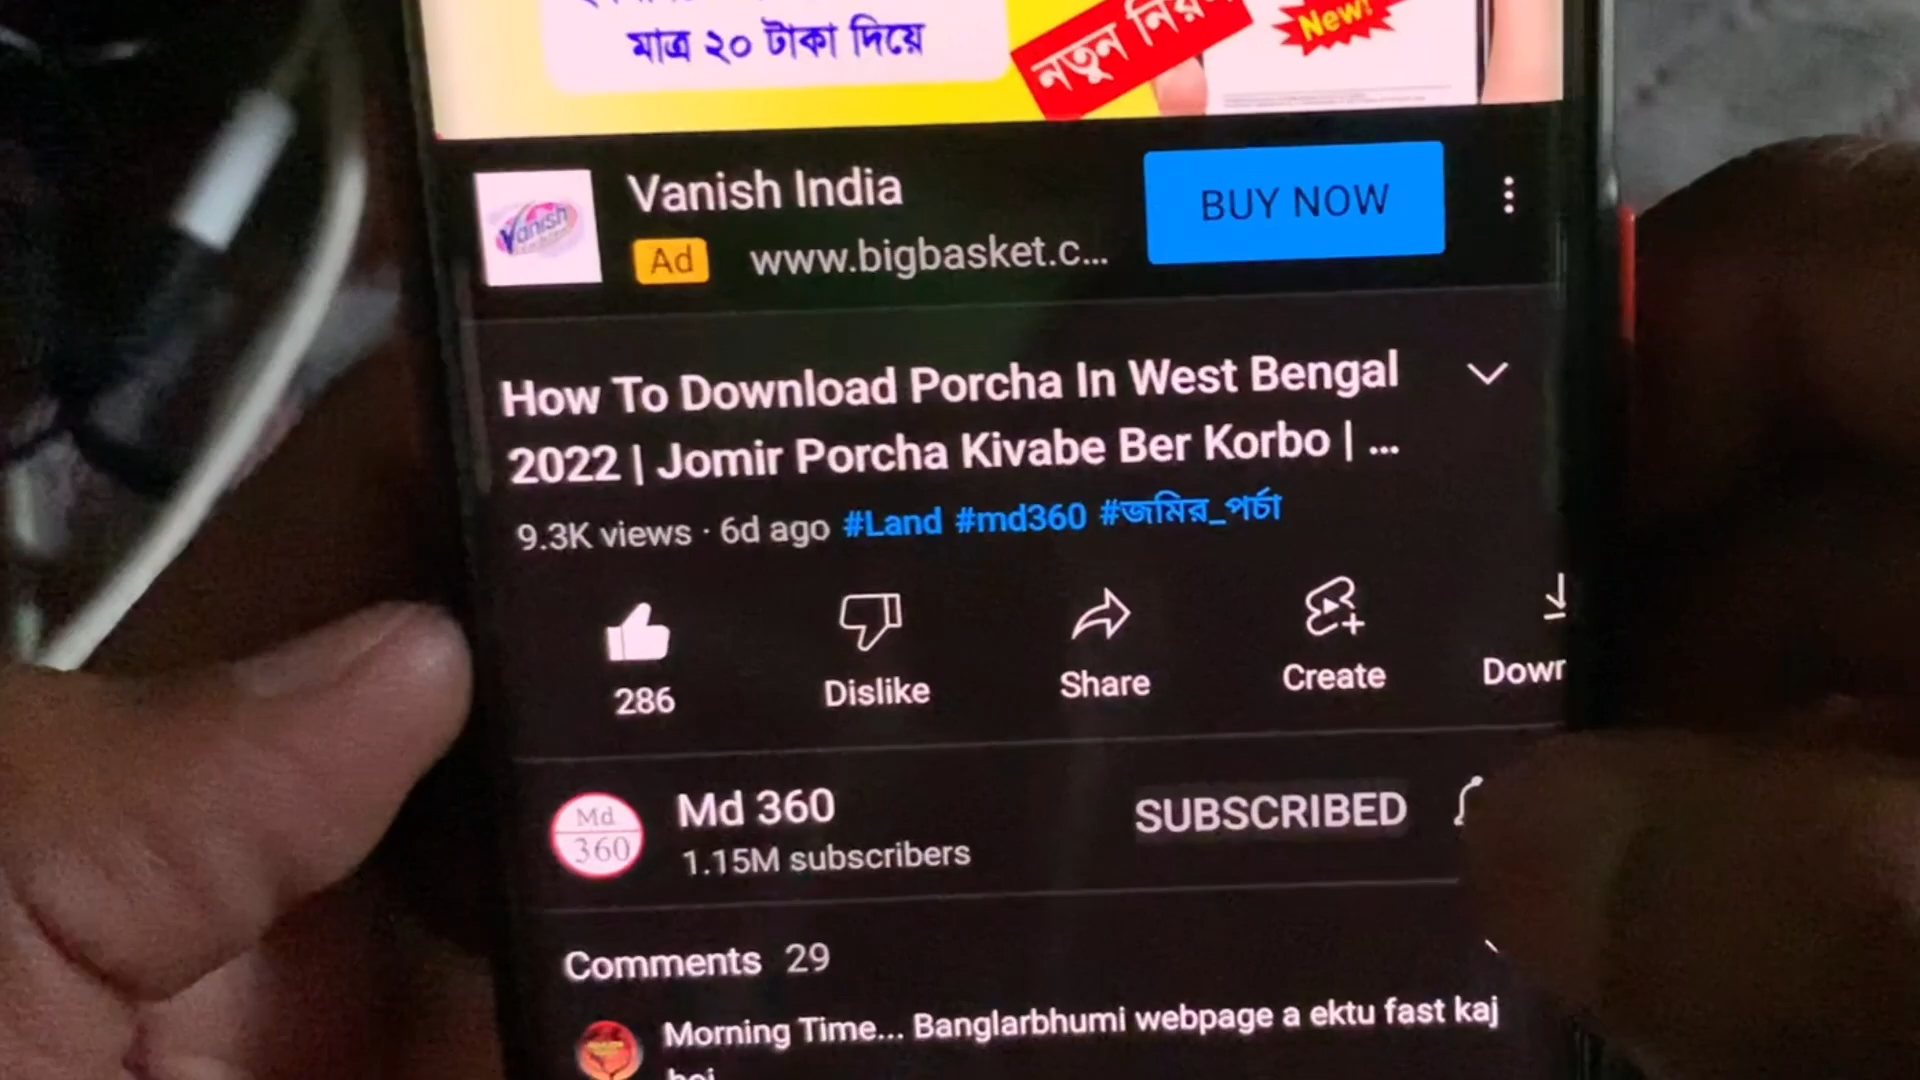 মাত্র ২০ টাকা দিয়ে
নতুন
New!
Vanish
Vanish India
BUY NOW
Ad www.bigbasket.c...
How To Download Porcha In West Bengal
2022 | Jomir Porcha Kivabe Ber Korbo | ...
9.3K views · 6d ago #Land #md360 #জমির_পর্চা
286 Dislike Share Create Down
Md
360
Md 360
SUBSCRIBED
1.15M subscribers
Comments 29
Morning Time... Banglarbhumi webpage a ektu fast kaj